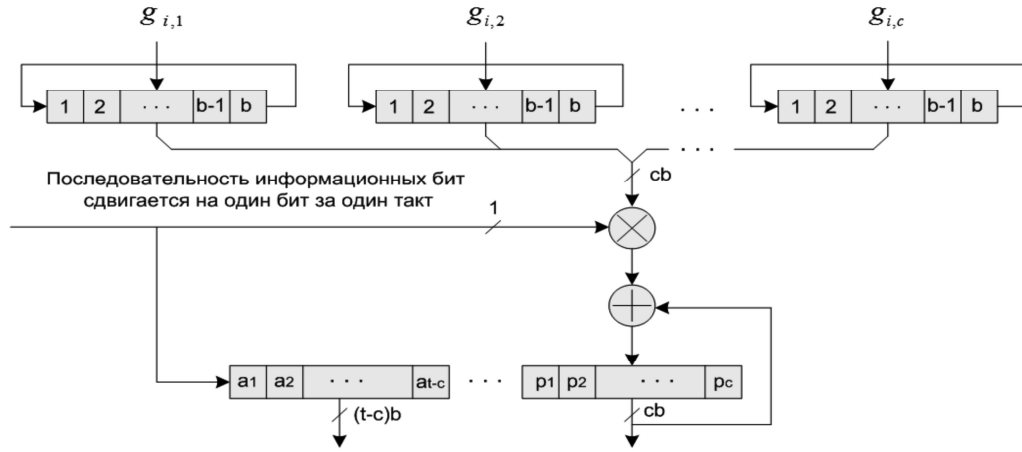 g i,1 g i,2 g i,c
1 2 ... b-1 b 1 2 ... b-1 b ... 1 2 ... b-1 b
...
cb
Последовательность информационных бит
сдвигается на один бит за один такт
1
a1 a2 ... at-c ... p1 p2 ... pc
(t-c)b cb